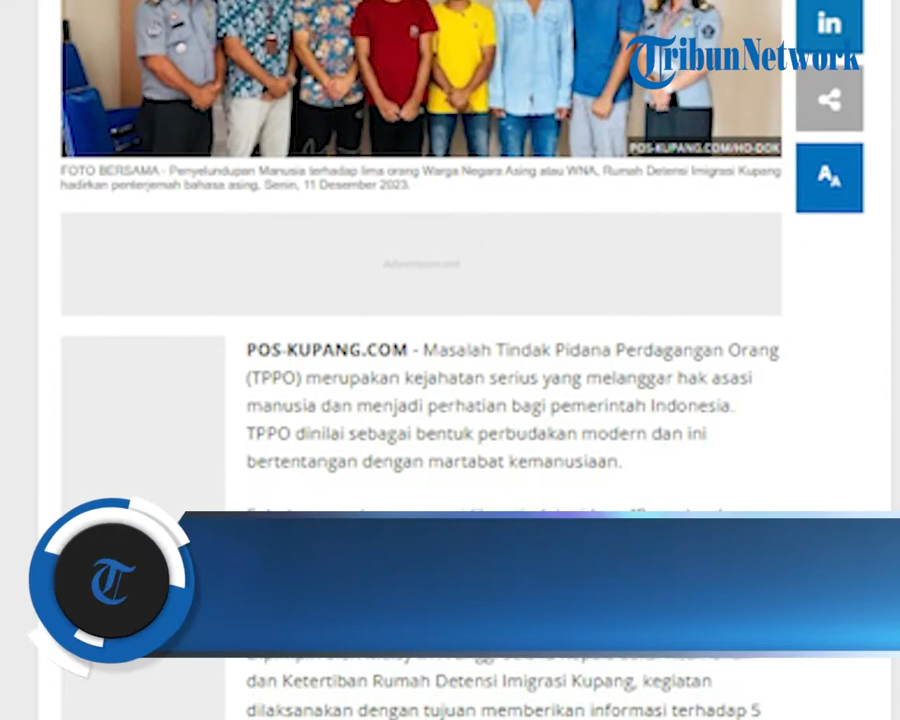 in
TribunNetwork
POS-KUPANG.COM/HO-DOK
AA
FOTO BERSAMA - Penyelundupan Manusia terhadap lima orang Warga Negara Asing atau WNA, Rumah Detensi Imigrasi Kupang
hadirkan penterjemah bahasa asing, Senin, 11 Desember 2023.
Advertisement
POS-KUPANG.COM - Masalah Tindak Pidana Perdagangan Orang
(TPPO) merupakan kejahatan serius yang melanggar hak asasi
manusia dan menjadi perhatian bagi pemerintah Indonesia.
TPPO dinilai sebagai bentuk perbudakan modern dan ini
bertentangan dengan martabat kemanusiaan.
T
dan Ketertiban Rumah Detensi Imigrasi Kupang, kegiatan
dilaksanakan dengan tujuan memberikan informasi terhadap 5